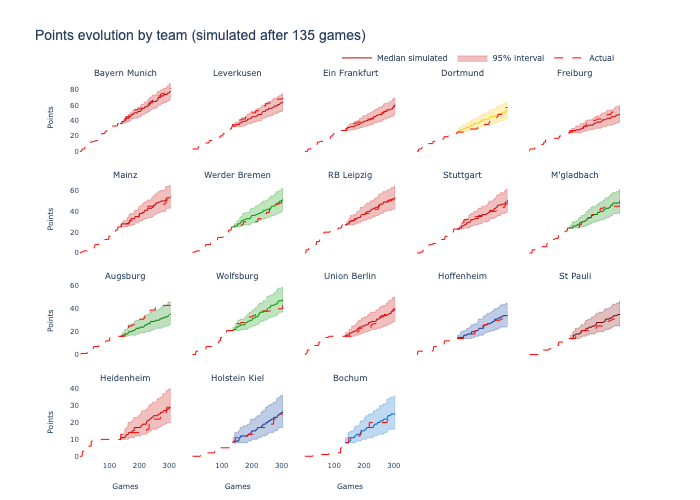 Points evolution by team (simulated after 135 games)
Median simulated 95% interval Actual
Bayern Munich Leverkusen Ein Frankfurt Dortmund Freiburg
80
60
40
20
0
Points
Mainz Werder Bremen RB Leipzig Stuttgart M'gladbach
60
40
20
0
Points
Augsburg Wolfsburg Union Berlin Hoffenheim St Pauli
60
40
20
0
Points
Heidenheim Holstein Kiel Bochum
40
30
20
10
0
Points
100 200 300 100 200 300 100 200 300
Games Games Games